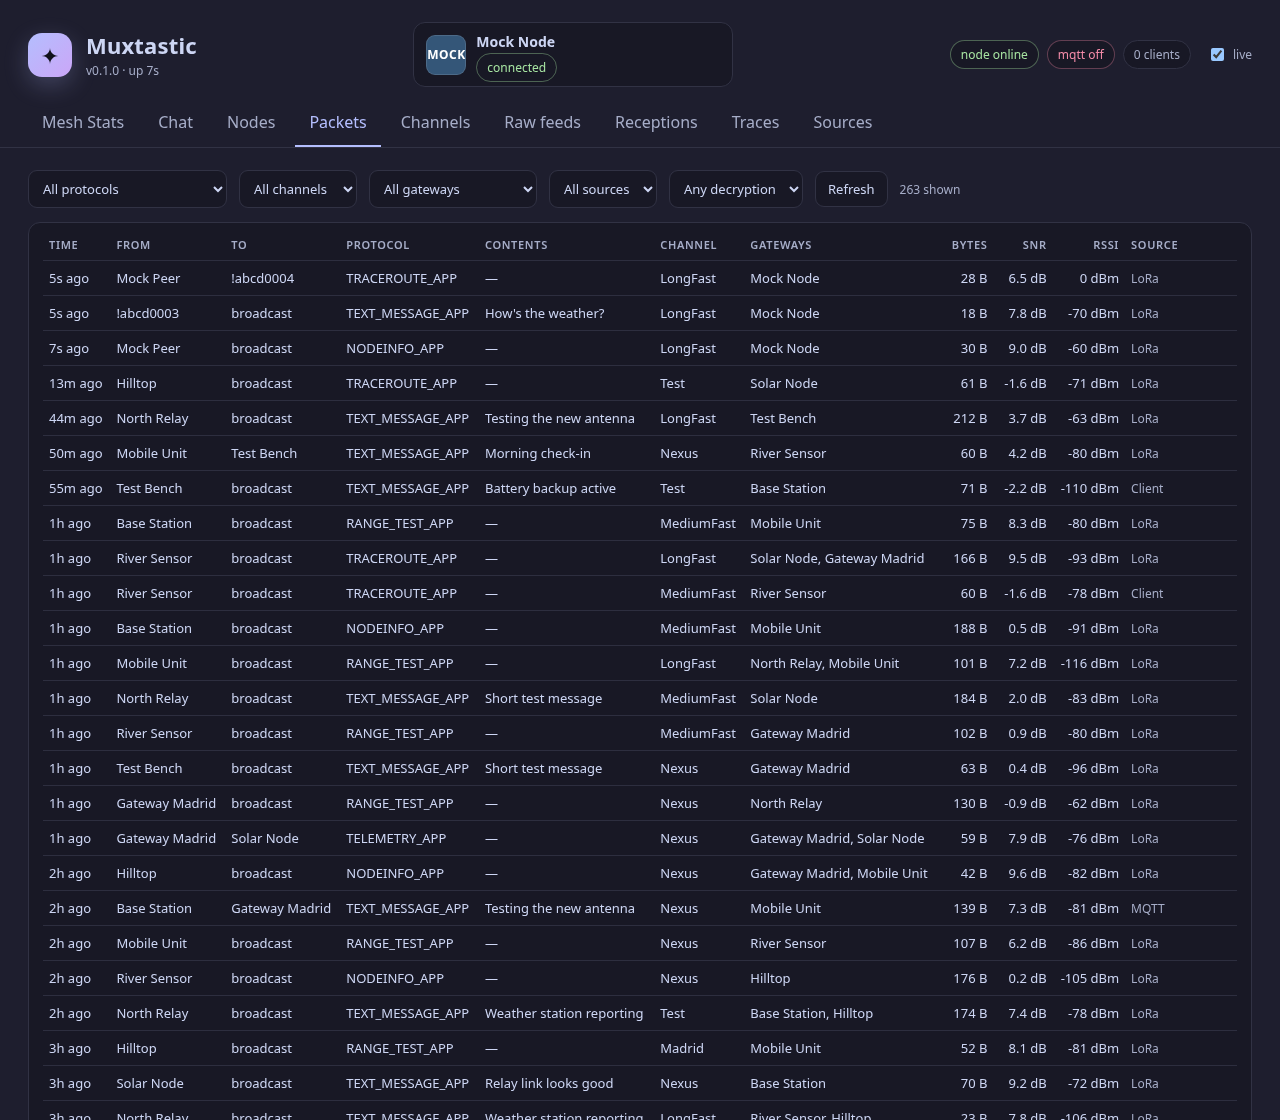 Muxtastic
v0.1.0 · up 7s
MOCK
Mock Node
connected
node online mqtt off 0 clients live
Mesh Stats Chat Nodes Packets Channels Raw feeds Receptions Traces Sources
All protocols All channels All gateways All sources Any decryption Refresh 263 shown
TIME FROM TO PROTOCOL CONTENTS CHANNEL GATEWAYS BYTES SNR RSSI SOURCE
5s ago Mock Peer !abcd0004 TRACEROUTE_APP — LongFast Mock Node 28 B 6.5 dB 0 dBm LoRa
5s ago !abcd0003 broadcast TEXT_MESSAGE_APP How's the weather? LongFast Mock Node 18 B 7.8 dB -70 dBm LoRa
7s ago Mock Peer broadcast NODEINFO_APP — LongFast Mock Node 30 B 9.0 dB -60 dBm LoRa
13m ago Hilltop broadcast TRACEROUTE_APP — Test Solar Node 61 B -1.6 dB -71 dBm LoRa
44m ago North Relay broadcast TEXT_MESSAGE_APP Testing the new antenna LongFast Test Bench 212 B 3.7 dB -63 dBm LoRa
50m ago Mobile Unit Test Bench TEXT_MESSAGE_APP Morning check-in Nexus River Sensor 60 B 4.2 dB -80 dBm LoRa
55m ago Test Bench broadcast TEXT_MESSAGE_APP Battery backup active Test Base Station 71 B -2.2 dB -110 dBm Client
1h ago Base Station broadcast RANGE_TEST_APP — MediumFast Mobile Unit 75 B 8.3 dB -80 dBm LoRa
1h ago River Sensor broadcast TRACEROUTE_APP — LongFast Solar Node, Gateway Madrid 166 B 9.5 dB -93 dBm LoRa
1h ago River Sensor broadcast TRACEROUTE_APP — MediumFast River Sensor 60 B -1.6 dB -78 dBm Client
1h ago Base Station broadcast NODEINFO_APP — MediumFast Mobile Unit 188 B 0.5 dB -91 dBm LoRa
1h ago Mobile Unit broadcast RANGE_TEST_APP — LongFast North Relay, Mobile Unit 101 B 7.2 dB -116 dBm LoRa
1h ago North Relay broadcast TEXT_MESSAGE_APP Short test message MediumFast Solar Node 184 B 2.0 dB -83 dBm LoRa
1h ago River Sensor broadcast RANGE_TEST_APP — MediumFast Gateway Madrid 102 B 0.9 dB -80 dBm LoRa
1h ago Test Bench broadcast TEXT_MESSAGE_APP Short test message Nexus Gateway Madrid 63 B 0.4 dB -96 dBm LoRa
1h ago Gateway Madrid broadcast RANGE_TEST_APP — Nexus North Relay 130 B -0.9 dB -62 dBm LoRa
1h ago Gateway Madrid Solar Node TELEMETRY_APP — Nexus Gateway Madrid, Solar Node 59 B 7.9 dB -76 dBm LoRa
2h ago Hilltop broadcast NODEINFO_APP — Nexus Gateway Madrid, Mobile Unit 42 B 9.6 dB -82 dBm LoRa
2h ago Base Station Gateway Madrid TEXT_MESSAGE_APP Testing the new antenna Nexus Mobile Unit 139 B 7.3 dB -81 dBm MQTT
2h ago Mobile Unit broadcast RANGE_TEST_APP — Nexus River Sensor 107 B 6.2 dB -86 dBm LoRa
2h ago River Sensor broadcast NODEINFO_APP — Nexus Hilltop 176 B 0.2 dB -105 dBm LoRa
2h ago North Relay broadcast TEXT_MESSAGE_APP Weather station reporting Test Base Station, Hilltop 174 B 7.4 dB -78 dBm LoRa
3h ago Hilltop broadcast RANGE_TEST_APP — Madrid Mobile Unit 52 B 8.1 dB -81 dBm LoRa
3h ago Solar Node broadcast TEXT_MESSAGE_APP Relay link looks good Nexus Base Station 70 B 9.2 dB -72 dBm LoRa
3h ago North Relay broadcast TEXT_MESSAGE_APP Weather station reporting LongFast River Sensor, Hilltop 23 B 7.8 dB -106 dBm LoRa